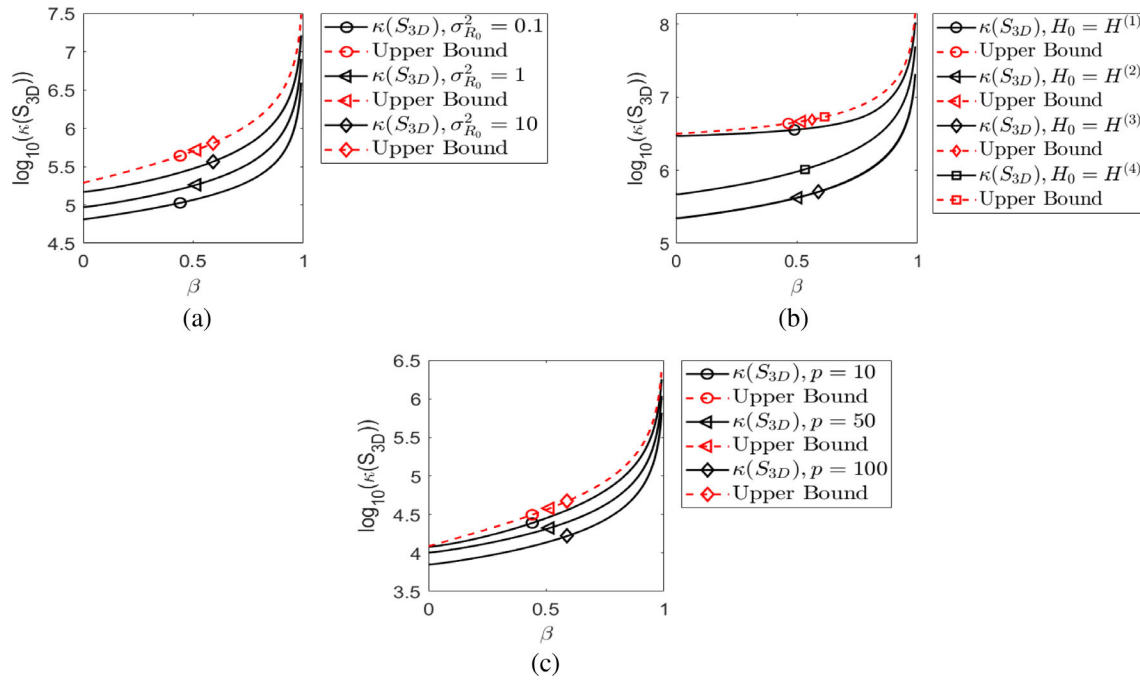 7.5
7
6.5
6
5.5
5
4.5
log₁₀(κ(S₃D))
0
0.5
1
β
κ(S₃D), σ²_R₀ = 0.1
Upper Bound
κ(S₃D), σ²_R₀ = 1
Upper Bound
κ(S₃D), σ²_R₀ = 10
Upper Bound
(a)
8
7
6
5
log₁₀(κ(S₃D))
0
0.5
1
β
κ(S₃D), H₀ = H⁽¹⁾
Upper Bound
κ(S₃D), H₀ = H⁽²⁾
Upper Bound
κ(S₃D), H₀ = H⁽³⁾
Upper Bound
κ(S₃D), H₀ = H⁽⁴⁾
Upper Bound
(b)
6.5
6
5.5
5
4.5
4
3.5
log₁₀(κ(S₃D))
0
0.5
1
β
κ(S₃D), p = 10
Upper Bound
κ(S₃D), p = 50
Upper Bound
κ(S₃D), p = 100
Upper Bound
(c)